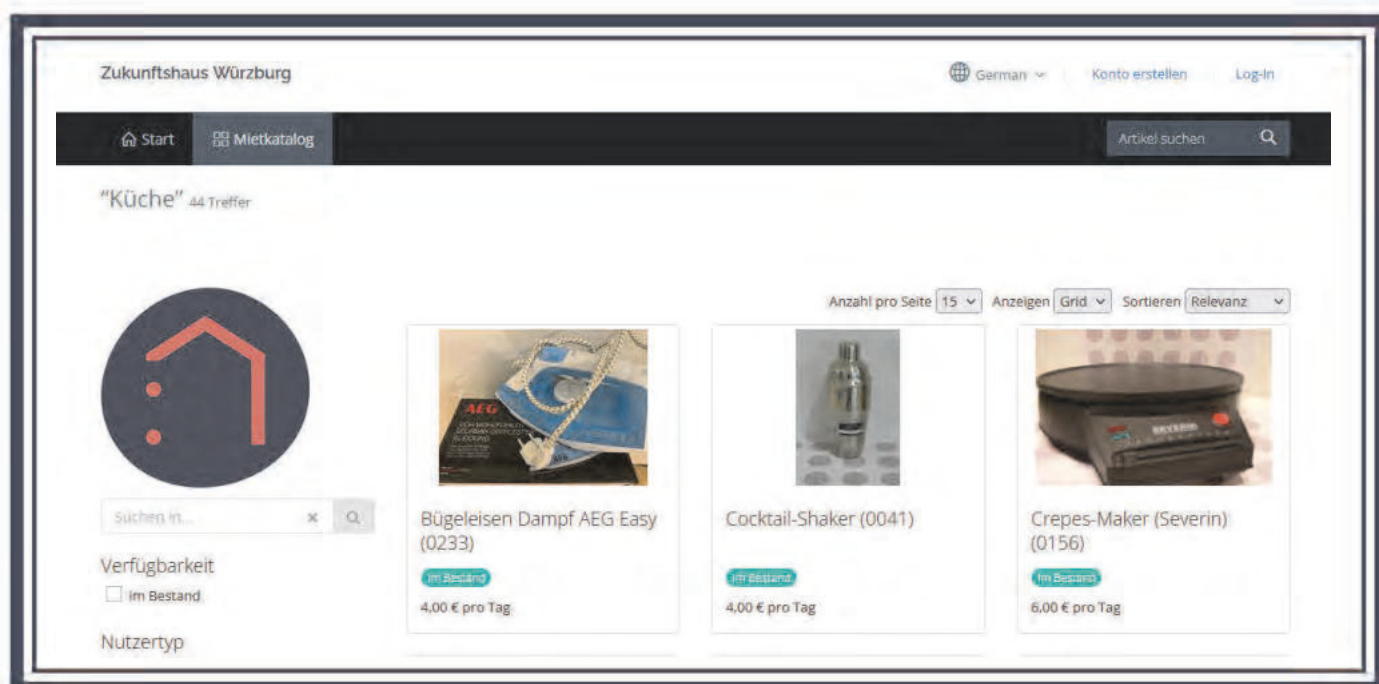 Zukunftshaus Würzburg
German
Konto erstellen
Log-In
Start
Mietkatalog
Artikel suchen
"Küche" 44 Treffer
Anzahl pro Seite 15 Anzeigen Grid Sortieren Relevanz
Suchen in...
Verfügbarkeit
im Bestand
Nutzertyp
AEG
Bügeleisen Dampf AEG Easy
(0233)
im Bestand
4,00 € pro Tag
Cocktail-Shaker (0041)
im Bestand
4,00 € pro Tag
SEVERIN
Crepes-Maker (Severin)
(0156)
im Bestand
6,00 € pro Tag